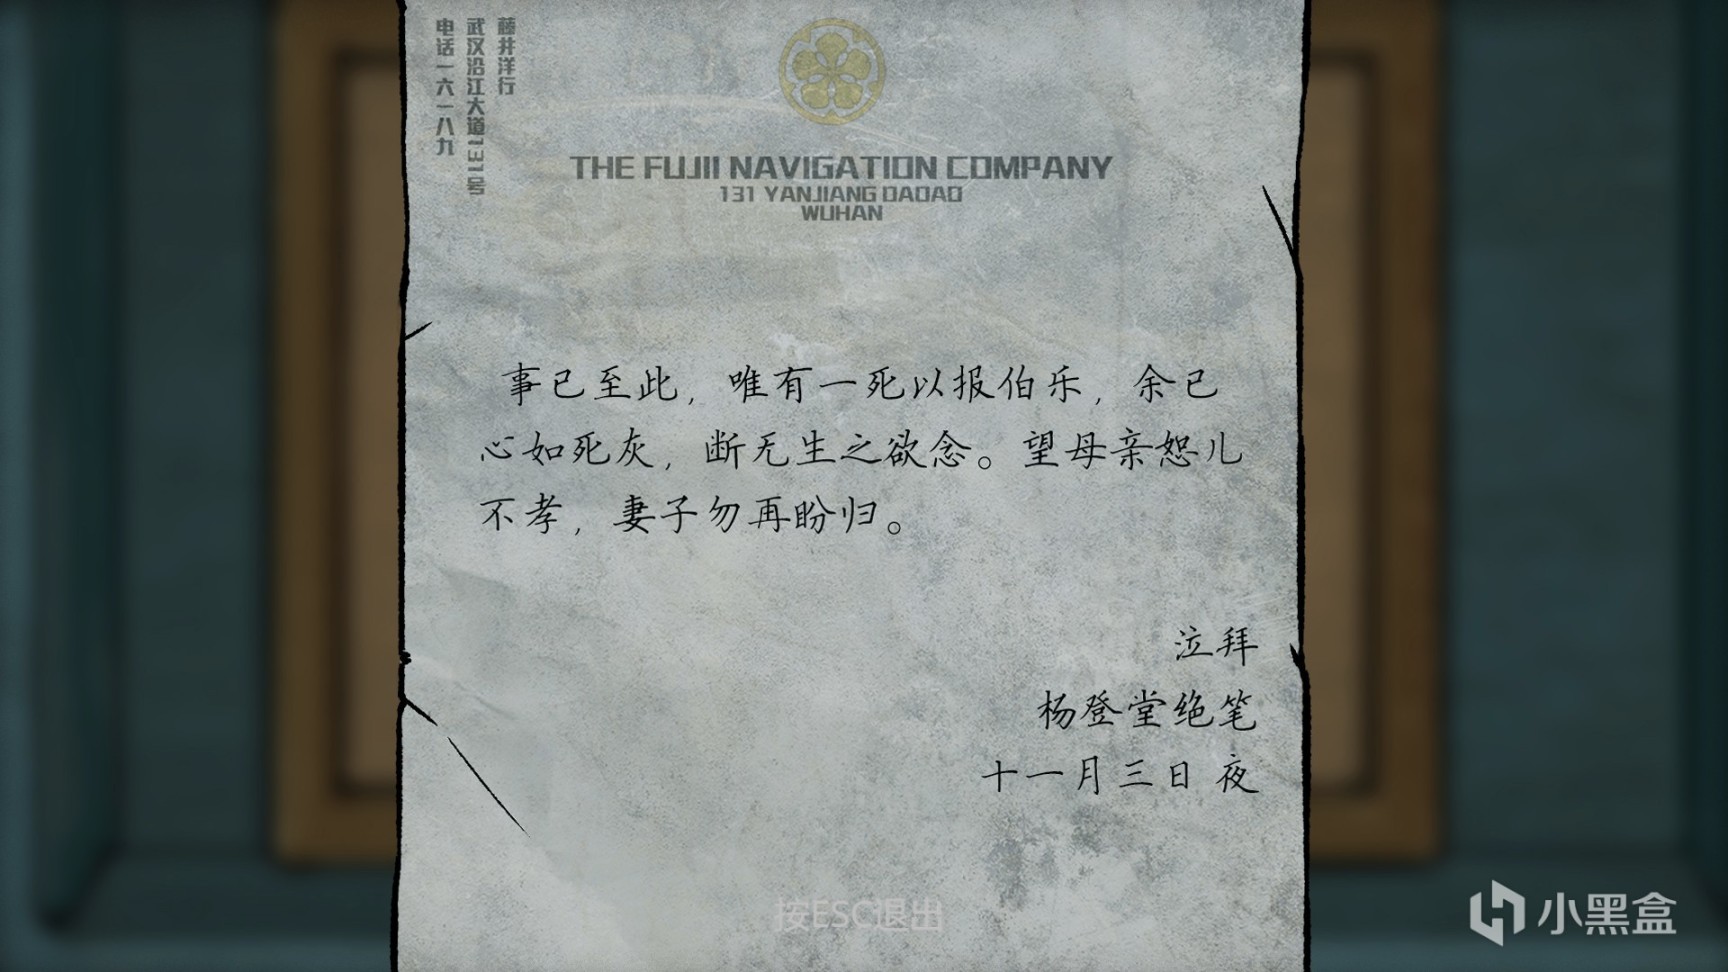 藤井洋行
武汉沿江大道131号
电话一六一八九
THE FUJII NAVIGATION COMPANY
131 YANJIANG DADAO
WUHAN
事已至此，唯有一死以报伯乐，余已
心如死灰，断无生之欲念。望母亲恕儿
不孝，妻子勿再盼归。
泣拜
杨登堂绝笔
十一月三日 夜
按ESC退出
小黑盒